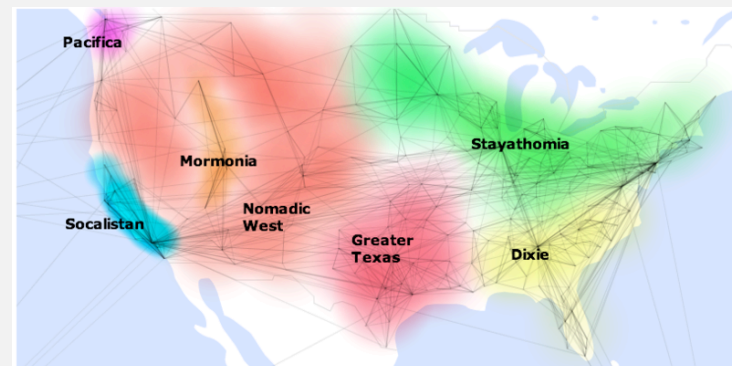 Pacifica
Stayathomia
Mormonia
Nomadic
West
Socalistan
Greater
Texas
Dixie